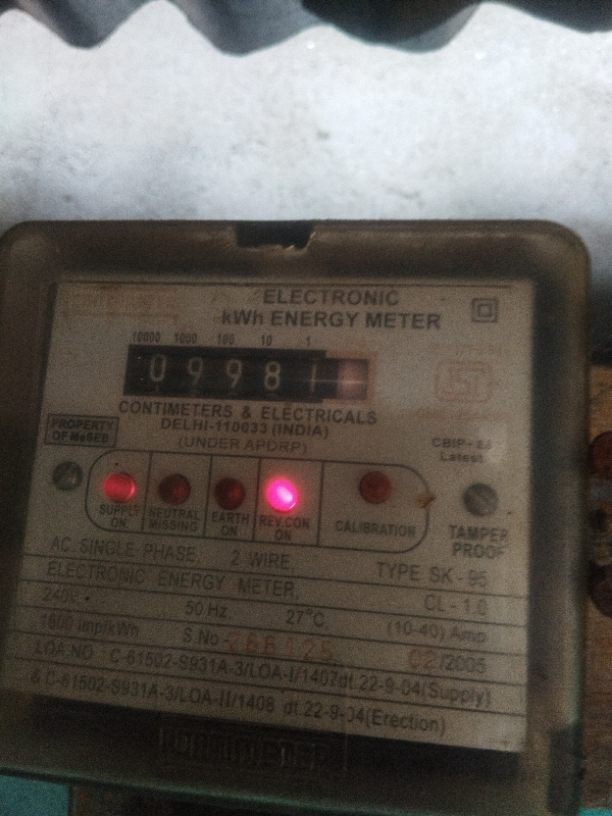 ELECTRONIC
kWh ENERGY METER
10000 1000 100 10 1
09981
CONTIMETERS & ELECTRICALS
DELHI-110033 (INDIA)
(UNDER APDRP)
PROPERTY
OF MeSEB
ISI
CBIP-
Latest
SUPPLY
ON
NEUTRAL
MISSING
EARTH
ON
REV.CON
ON
CALIBRATION
TAMPER
PROOF
AC. SINGLE PHASE, 2 WIRE, TYPE SK - 95
ELECTRONIC ENERGY METER, CL - 1.0
50 Hz, 27°C, (10-40) Amp
1600 imp/kWh S.No 02/2005
LOA.NO : C-61502-S931A-3/LOA-I/1407dt.22-9-04(Supply)
& C-61502-S931A-3/LOA-II/1408 dt.22-9-04(Erection)